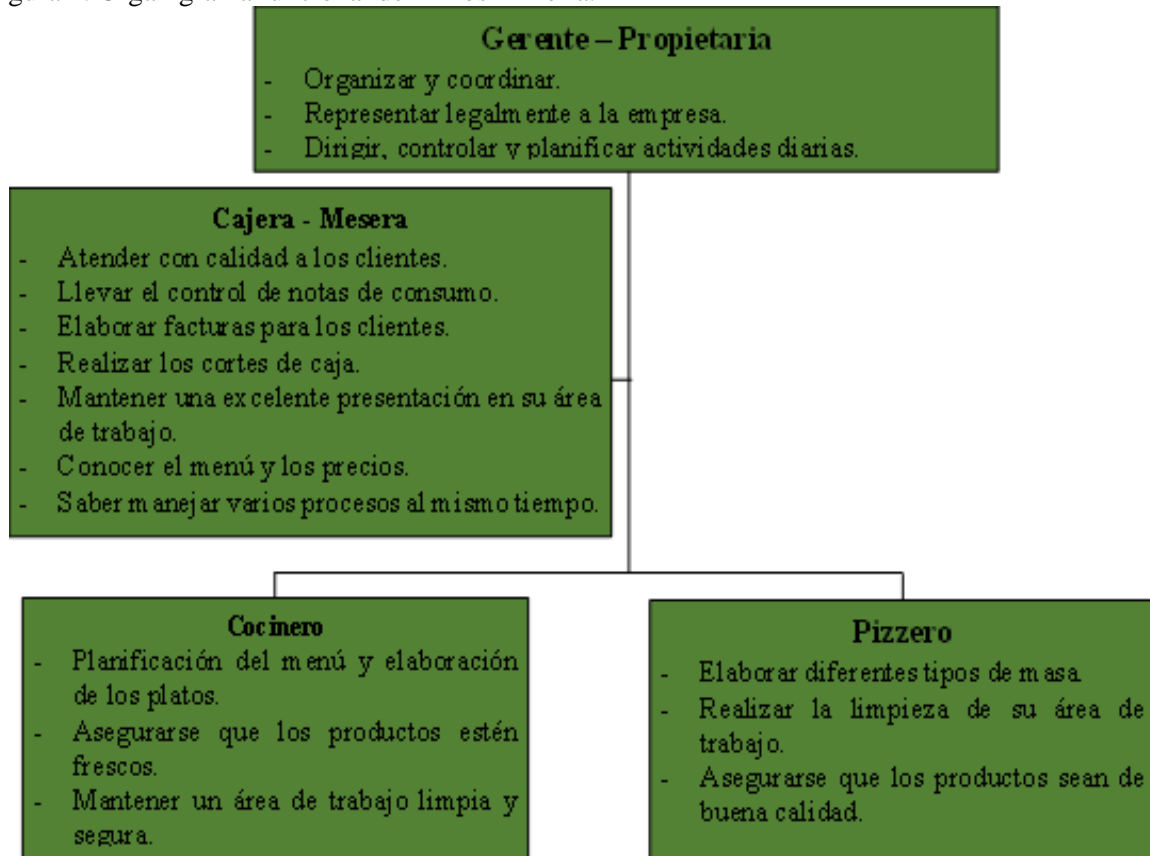 Gerente – Propietaria
- Organizar y coordinar.
- Representar legalmente a la empresa.
- Dirigir, controlar y planificar actividades diarias.
Cajera - Mesera
- Atender con calidad a los clientes.
- Llevar el control de notas de consumo.
- Elaborar facturas para los clientes.
- Realizar los cortes de caja.
- Mantener una excelente presentación en su área
de trabajo.
- Conocer el menú y los precios.
- Saber manejar varios procesos al mismo tiempo.
Cocinero
- Planificación del menú y elaboración
de los platos.
- Asegurarse que los productos estén
frescos.
- Mantener un área de trabajo limpia y
segura.
Pizzero
- Elaborar diferentes tipos de masa
- Realizar la limpieza de su área de
trabajo.
- Asegurarse que los productos sean de
buena calidad.